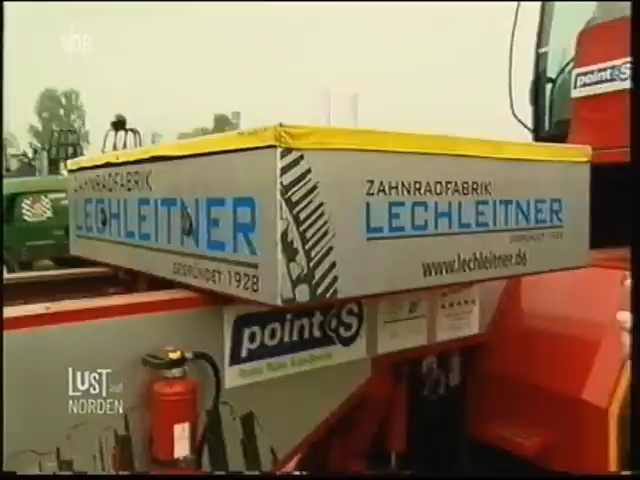 NDR
point S
ZAHNRADFABRIK
LECHLEITNER
GEGRÜNDET 1928
ZAHNRADFABRIK
LECHLEITNER
GEGRÜNDET 1928
www.lechleitner.de
point S
LUST auf
NORDEN